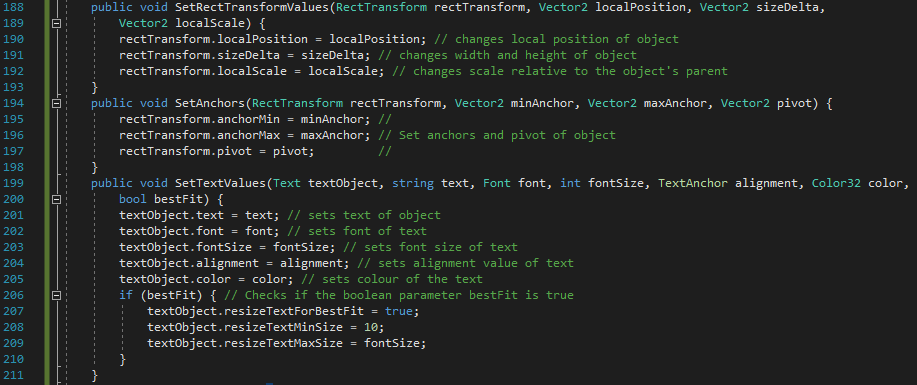 188 public void SetRectTransformValues(RectTransform rectTransform, Vector2 localPosition, Vector2 sizeDelta,
189 Vector2 localScale) {
190 rectTransform.localPosition = localPosition; // changes local position of object
191 rectTransform.sizeDelta = sizeDelta; // changes width and height of object
192 rectTransform.localScale = localScale; // changes scale relative to the object's parent
193 }
194 public void SetAnchors(RectTransform rectTransform, Vector2 minAnchor, Vector2 maxAnchor, Vector2 pivot) {
195 rectTransform.anchorMin = minAnchor; //
196 rectTransform.anchorMax = maxAnchor; // Set anchors and pivot of object
197 rectTransform.pivot = pivot; //
198 }
199 public void SetTextValues(Text textObject, string text, Font font, int fontSize, TextAnchor alignment, Color32 color,
200 bool bestFit) {
201 textObject.text = text; // sets text of object
202 textObject.font = font; // sets font of text
203 textObject.fontSize = fontSize; // sets font size of text
204 textObject.alignment = alignment; // sets alignment value of text
205 textObject.color = color; // sets colour of the text
206 if (bestFit) { // Checks if the boolean parameter bestFit is true
207 textObject.resizeTextForBestFit = true;
208 textObject.resizeTextMinSize = 10;
209 textObject.resizeTextMaxSize = fontSize;
210 }
211 }